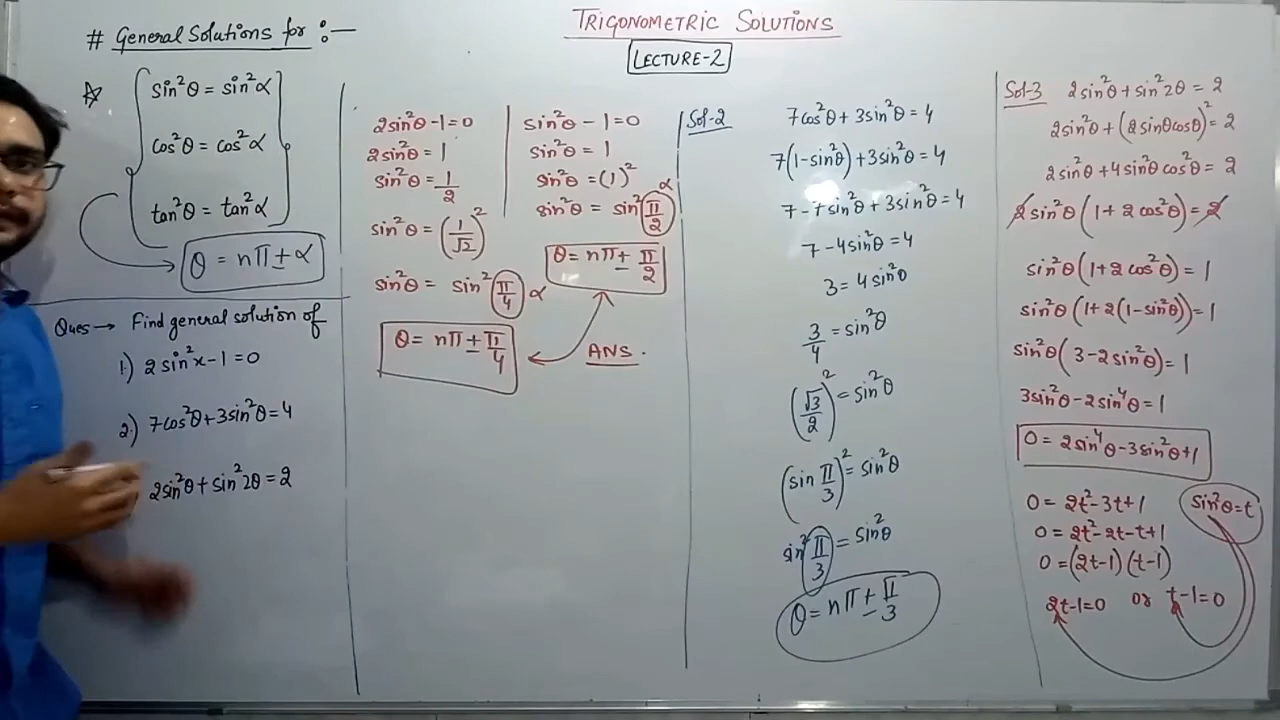 TRIGONOMETRIC SOLUTIONS
LECTURE-2
# General Solutions for :—
☆ sin²θ = sin²α
cos²θ = cos²α
tan²θ = tan²α
θ = nπ ± α
Ques → Find general solution of
1.) 2 sin²x - 1 = 0
2.) 7cos²θ + 3sin²θ = 4
2sin²θ + sin²2θ = 2
2sin²θ - 1 = 0
2sin²θ = 1
sin²θ = 1/2
sin²θ = (1/√2)²
sin²θ = sin² π/4 α
θ = nπ ± π/4
sin²θ - 1 = 0
sin²θ = 1
sin²θ = (1)²
sin²θ = sin² π/2 α
θ = nπ ± π/2
ANS.
Sol-2
7cos²θ + 3sin²θ = 4
7(1-sin²θ) + 3sin²θ = 4
7 - 7sin²θ + 3sin²θ = 4
7 - 4sin²θ = 4
3 = 4 sin²θ
3/4 = sin²θ
(√3/2)² = sin²θ
(sin π/3)² = sin²θ
sin² π/3 = sin²θ
θ = nπ ± π/3
Sol-3 2sin²θ + sin²2θ = 2
2sin²θ + (2sinθcosθ)² = 2
2sin²θ + 4sin²θcos²θ = 2
2sin²θ (1 + 2cos²θ) = 2
sin²θ (1 + 2cos²θ) = 1
sin²θ (1 + 2(1-sin²θ)) = 1
sin²θ (3 - 2sin²θ) = 1
3sin²θ - 2sin⁴θ = 1
0 = 2sin⁴θ - 3sin²θ + 1
0 = 2t² - 3t + 1
sin²θ = t
0 = 2t² - 2t - t + 1
0 = (2t-1)(t-1)
2t-1=0 or t-1=0